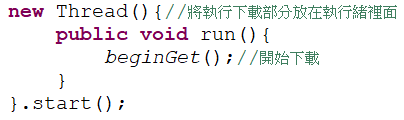 new Thread(){//將執行下載部分放在執行緒裡面
    public void run(){
        beginGet();//開始下載
    }
}.start();